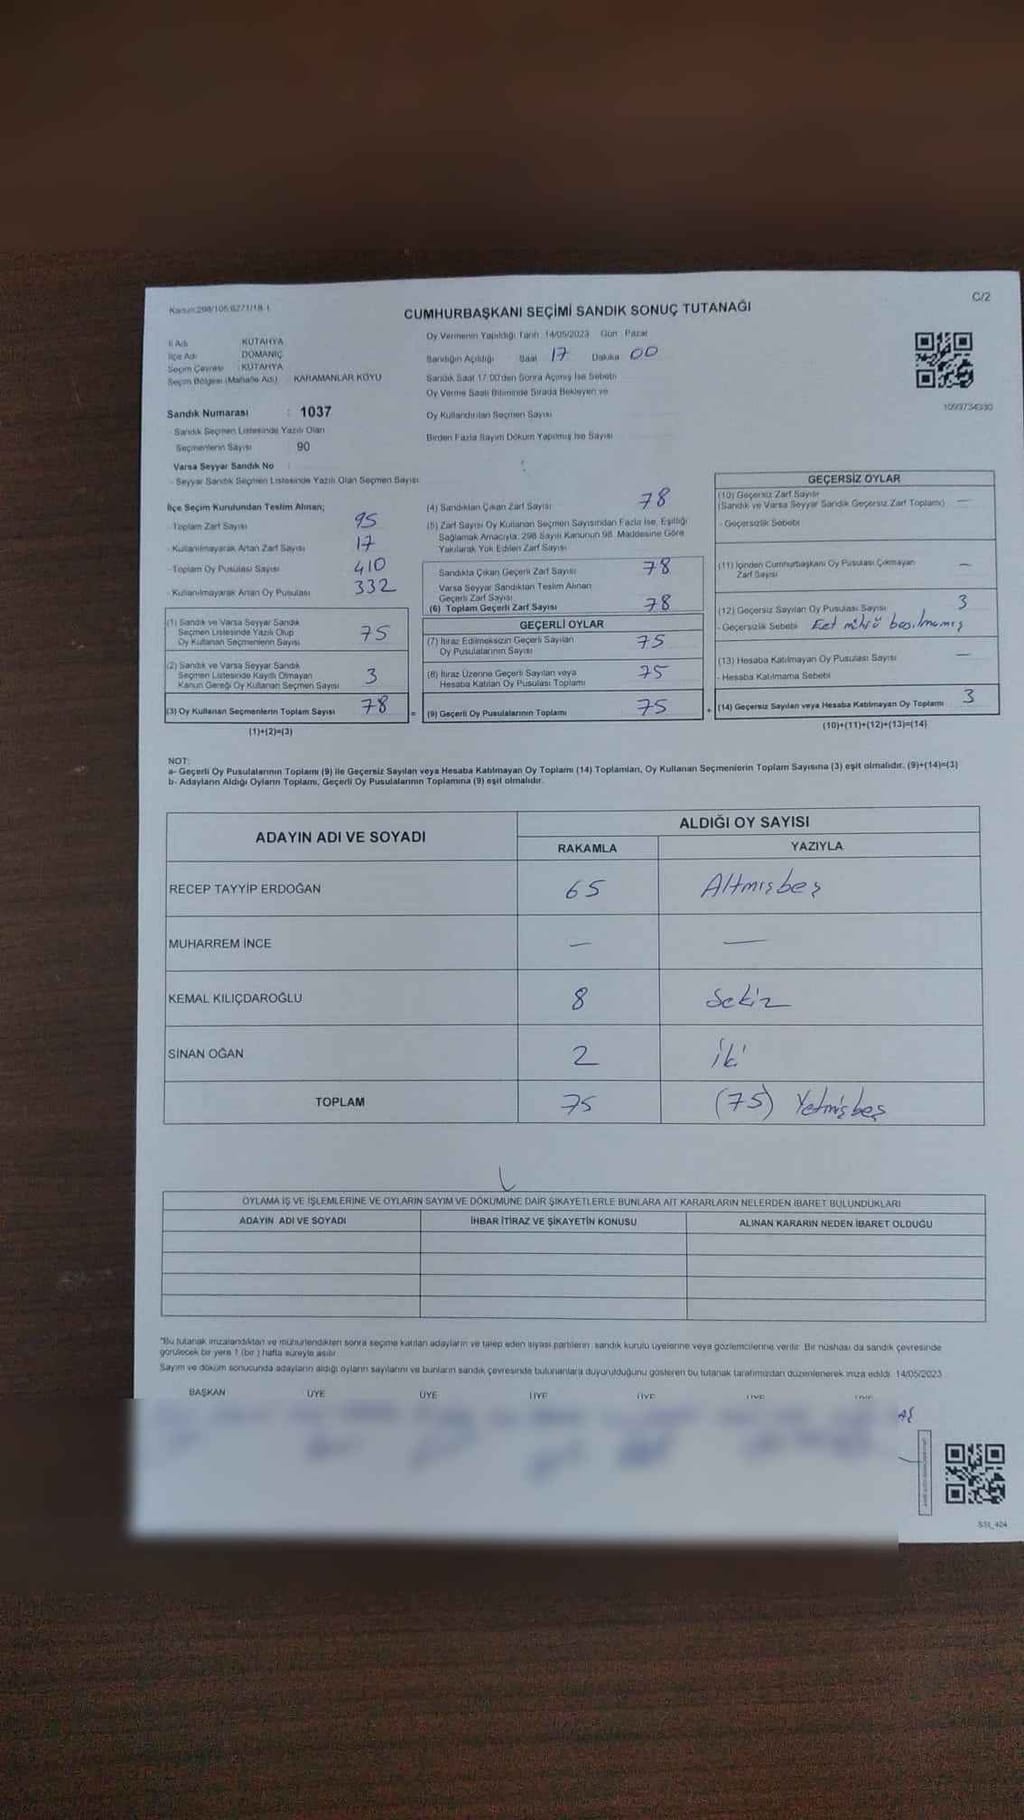 Kanun:298/105;6271/18 1
C/2
CUMHURBAŞKANI SEÇİMİ SANDIK SONUÇ TUTANAĞI
Oy Vermenin Yapıldığı Tarih 14/05/2023 Gün Pazar
İl Adı KÜTAHYA
İlçe Adı DOMANİÇ
Seçim Çevresi KÜTAHYA
Seçim Bölgesi (Mahalle Adı) KARAMANLAR KÖYÜ
Sandığın Açıldığı Saat 17 Dakika 00
Sandık Saat 17:00'den Sonra Açılmış İse Sebebi
Oy Verme Saati Bitiminde Sırada Bekleyen ve
Oy Kullandırılan Seçmen Sayısı
Birden Fazla Sayım Döküm Yapılmış İse Sayısı
1093734330
Sandık Numarası : 1037
Sandık Seçmen Listesinde Yazılı Olan
Seçmenlerin Sayısı 90
Varsa Seyyar Sandık No
- Seyyar Sandık Seçmen Listesinde Yazılı Olan Seçmen Sayısı
İlçe Seçim Kurulundan Teslim Alınan;
- Toplam Zarf Sayısı 95
- Kullanılmayarak Artan Zarf Sayısı 17
- Toplam Oy Pusulası Sayısı 410
- Kullanılmayarak Artan Oy Pusulası 332
(1) Sandık ve Varsa Seyyar Sandık
Seçmen Listesinde Yazılı Olup
Oy Kullanan Seçmenlerin Sayısı 75
(2) Sandık ve Varsa Seyyar Sandık
Seçmen Listesinde Kayıtlı Olmayan
Kanun Gereği Oy Kullanan Seçmen Sayısı 3
(3) Oy Kullanan Seçmenlerin Toplam Sayısı 78
(1)+(2)=(3)
(4) Sandıktan Çıkan Zarf Sayısı 78
(5) Zarf Sayısı Oy Kullanan Seçmen Sayısından Fazla İse, Eşitliği
Sağlamak Amacıyla, 298 Sayılı Kanunun 98. Maddesine Göre
Yakılarak Yok Edilen Zarf Sayısı
Sandıkta Çıkan Geçerli Zarf Sayısı 78
Varsa Seyyar Sandıktan Teslim Alınan
Geçerli Zarf Sayısı
(6) Toplam Geçerli Zarf Sayısı 78
GEÇERLİ OYLAR
(7) İtiraz Edilmeksizin Geçerli Sayılan
Oy Pusulalarının Sayısı 75
(8) İtiraz Üzerine Geçerli Sayılan veya
Hesaba Katılan Oy Pusulası Toplamı 75
= (9) Geçerli Oy Pusulalarının Toplamı 75
GEÇERSİZ OYLAR
(10) Geçersiz Zarf Sayısı
(Sandık ve Varsa Seyyar Sandık Geçersiz Zarf Toplamı) —
- Geçersizlik Sebebi
(11) İçinden Cumhurbaşkanı Oy Pusulası Çıkmayan
Zarf Sayısı —
(12) Geçersiz Sayılan Oy Pusulası Sayısı 3
- Geçersizlik Sebebi Evet mührü basılmamış
(13) Hesaba Katılmayan Oy Pusulası Sayısı —
- Hesaba Katılmama Sebebi
+ (14) Geçersiz Sayılan veya Hesaba Katılmayan Oy Toplamı 3
(10)+(11)+(12)+(13)=(14)
NOT:
a- Geçerli Oy Pusulalarının Toplamı (9) ile Geçersiz Sayılan veya Hesaba Katılmayan Oy Toplamı (14) Toplamları, Oy Kullanan Seçmenlerin Toplam Sayısına (3) eşit olmalıdır. (9)+(14)=(3)
b- Adayların Aldığı Oyların Toplamı, Geçerli Oy Pusulalarının Toplamına (9) eşit olmalıdır.
ADAYIN ADI VE SOYADI
ALDIĞI OY SAYISI
RAKAMLA YAZIYLA
RECEP TAYYİP ERDOĞAN 65 Altmışbeş
MUHARREM İNCE — —
KEMAL KILIÇDAROĞLU 8 Sekiz
SİNAN OĞAN 2 İki
TOPLAM 75 (75) Yetmişbeş
OYLAMA İŞ VE İŞLEMLERİNE VE OYLARIN SAYIM VE DÖKÜMÜNE DAİR ŞİKAYETLERLE BUNLARA AİT KARARLARIN NELERDEN İBARET BULUNDUKLARI
ADAYIN ADI VE SOYADI İHBAR İTİRAZ VE ŞİKAYETİN KONUSU ALINAN KARARIN NEDEN İBARET OLDUĞU
"Bu tutanak imzalandıktan ve mühürlendikten sonra seçime katılan adayların ve talep eden siyasi partilerin sandık kurulu üyelerine veya gözlemcilerine verilir. Bir nüshası da sandık çevresinde
görülecek bir yere 1 (bir ) hafta süreyle asılır.
Sayım ve döküm sonucunda adayların aldığı oyların sayılarını ve bunların sandık çevresinde bulunanlara duyurulduğunu gösteren bu tutanak tarafımızdan düzenlenerek imza edildi. 14/05/2023
BAŞKAN ÜYE ÜYE ÜYE ÜYE ÜYE ÜYE